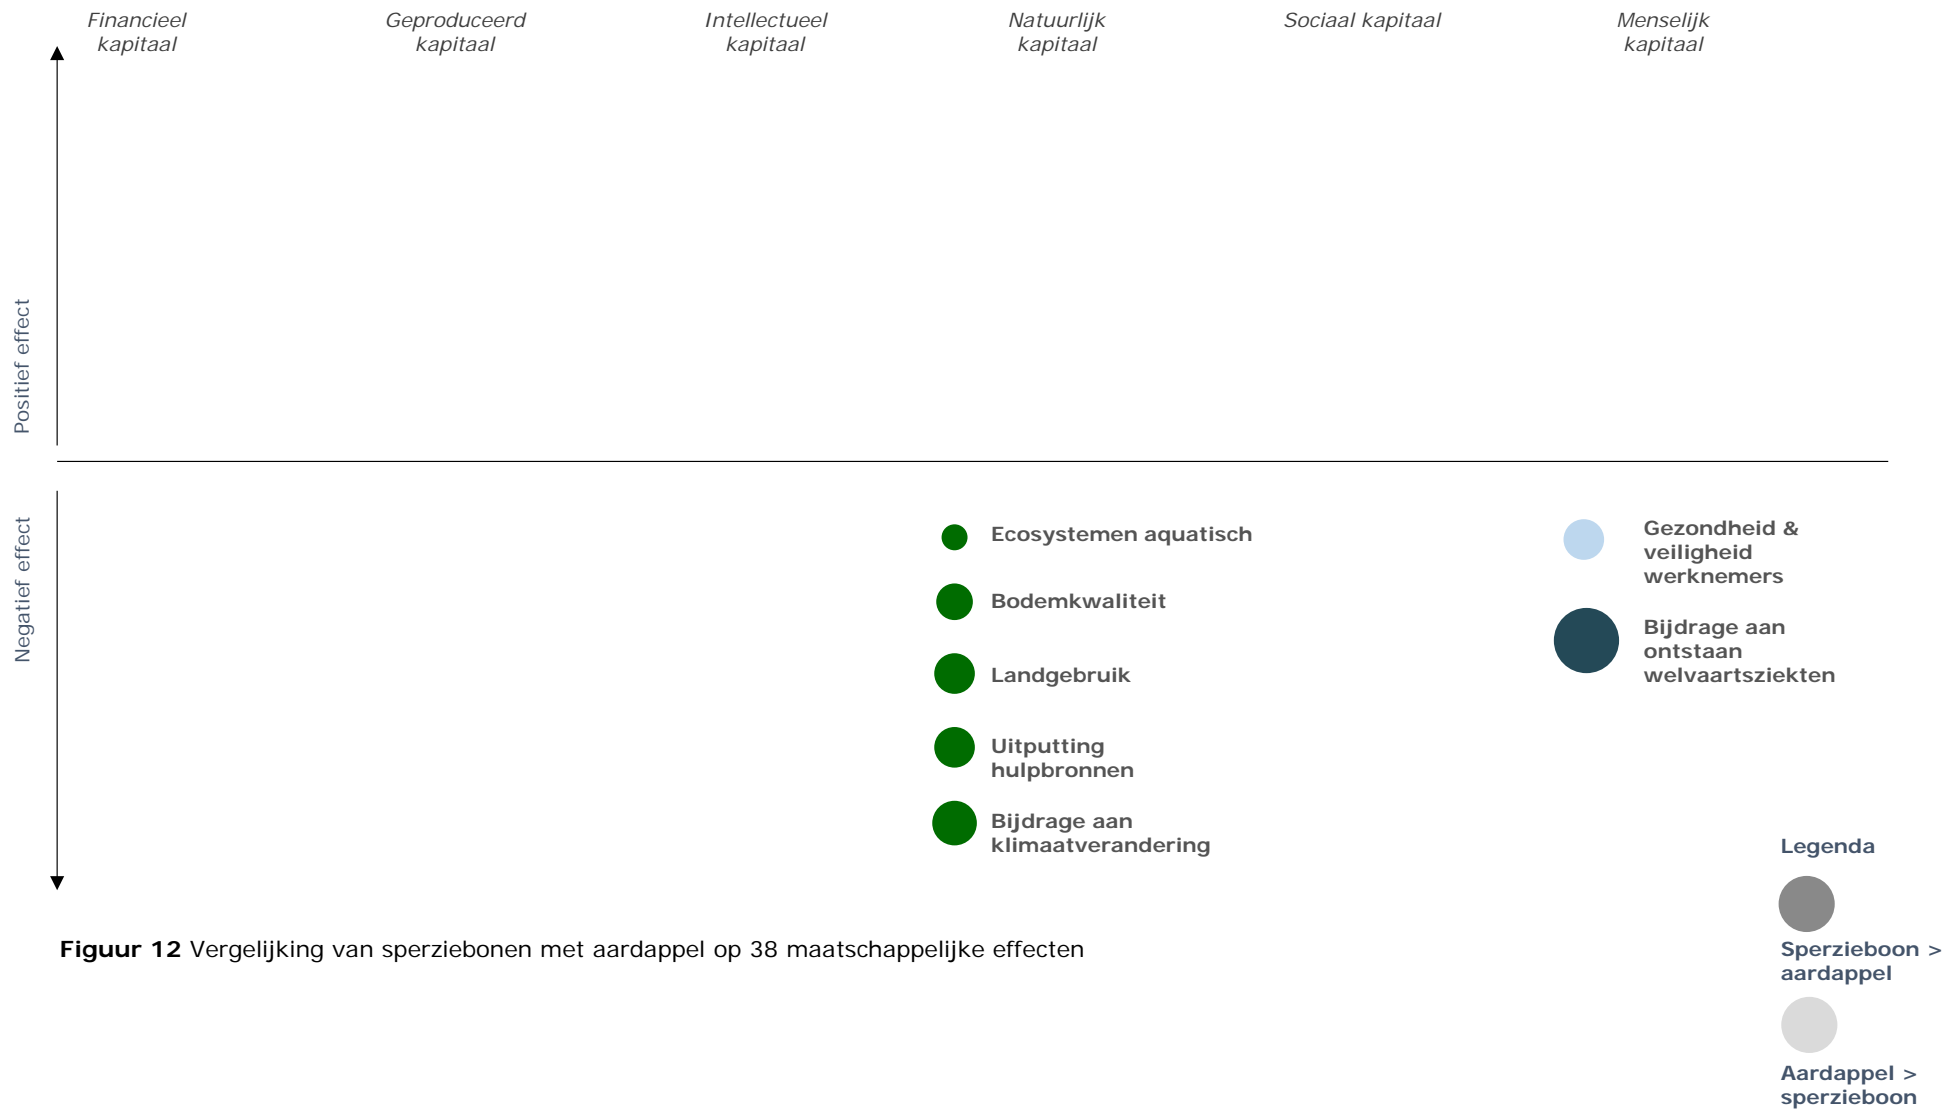 Financieel
kapitaal
Geproduceerd
kapitaal
Intellectueel
kapitaal
Natuurlijk
kapitaal
Sociaal kapitaal
Menselijk
kapitaal
Positief effect
Negatief effect
Ecosystemen aquatisch
Bodemkwaliteit
Landgebruik
Uitputting
hulpbronnen
Bijdrage aan
klimaatverandering
Gezondheid &
veiligheid
werknemers
Bijdrage aan
ontstaan
welvaartsziekten
Legenda
Sperzieboon >
aardappel
Aardappel >
sperzieboon
Figuur 12 Vergelijking van sperziebonen met aardappel op 38 maatschappelijke effecten